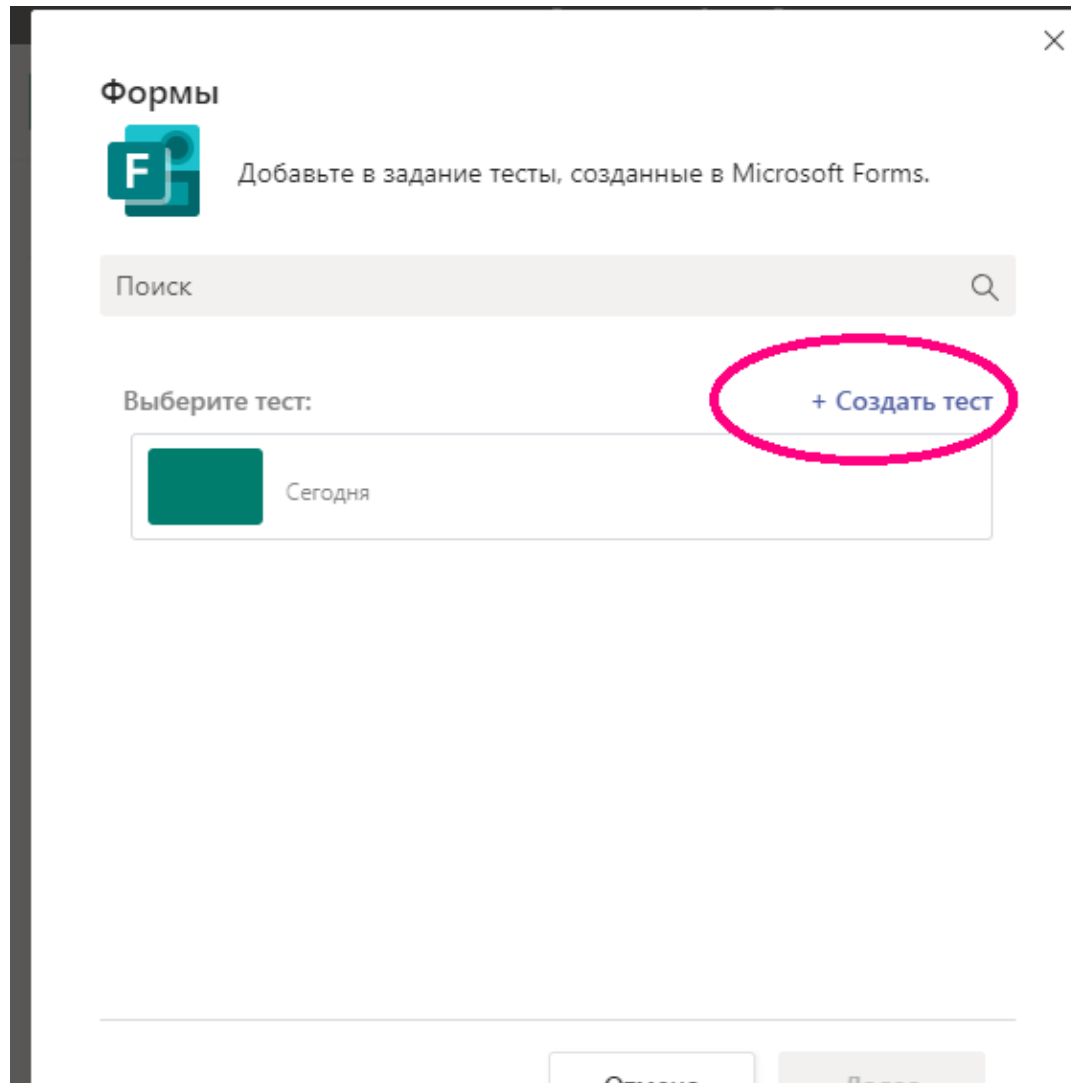 Формы
F
Добавьте в задание тесты, созданные в Microsoft Forms.
Поиск
Выберите тест:
+ Создать тест
Сегодня